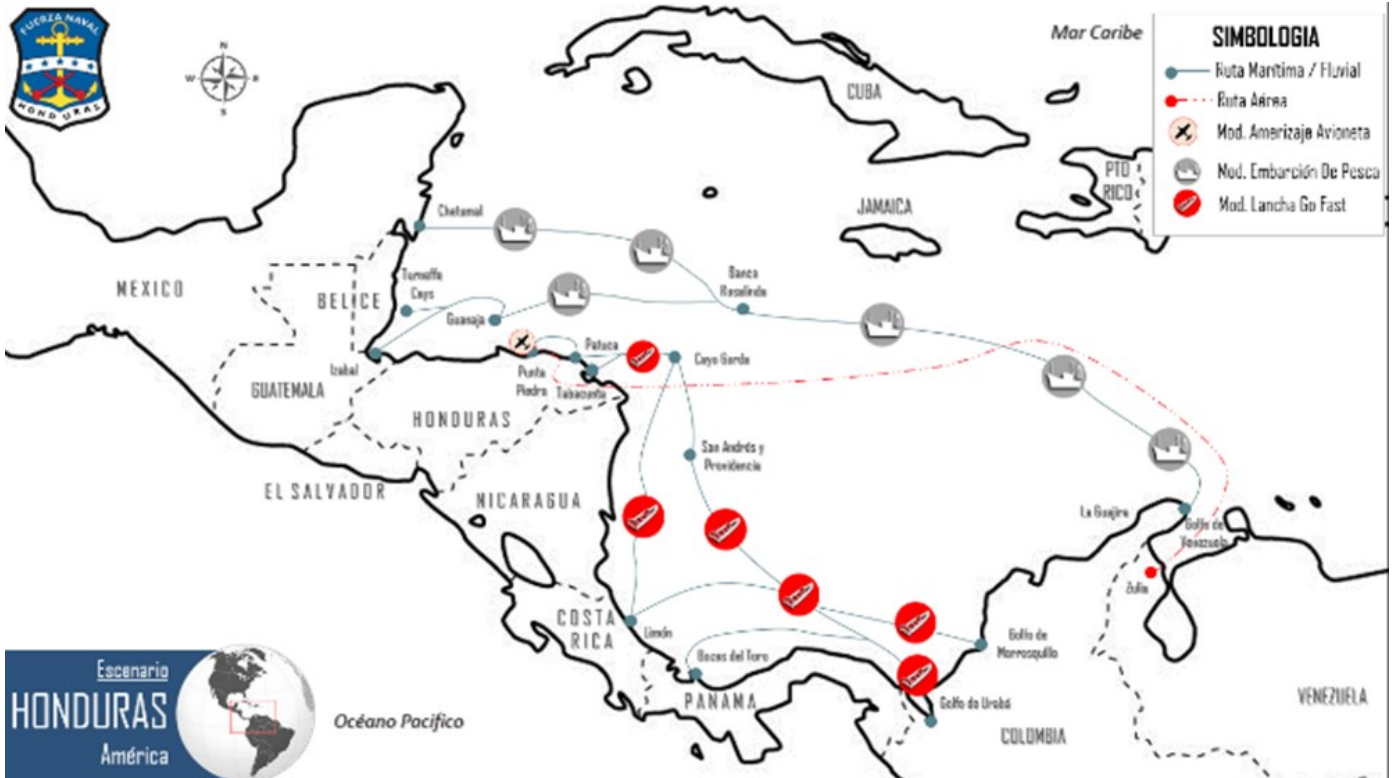 FUERZA NAVAL
HONDURAS
N
W
E
S
Mar Caribe
SIMBOLOGIA
Ruta Marítima / Fluvial
Ruta Aérea
Mod. Amerizaje Avioneta
Mod. Embarción De Pesca
Mod. Lancha Go Fast
CUBA
PTO
RICO
JAMAICA
Chetumal
MEXICO
BELICE
Turneffe
Cays
Guanaja
Banco
Rosalinda
Izabal
GUATEMALA
Punta
Piedra
Patuca
Tabacunta
Cayo Gorda
HONDURAS
San Andrés y
Providencia
EL SALVADOR
NICARAGUA
La Guajira
Golfo de
Venezuela
Zulia
COSTA
RICA
Limón
Bocas del Toro
Golfo de
Morrosquillo
PANAMA
Golfo de Urabá
COLOMBIA
VENEZUELA
Escenario
HONDURAS
América
Océano Pacifico